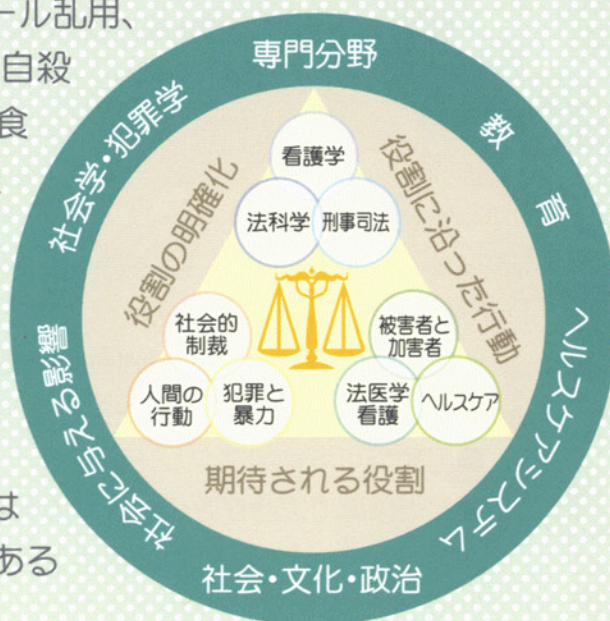 ール乱用、
自殺
食
は
ある
専門分野
教育
ヘルスケアシステム
社会・文化・政治
社会に与える影響
社会学・犯罪学
役割の明確化
役割に沿った行動
期待される役割
看護学
法科学
刑事司法
社会的
制裁
人間の
行動
犯罪と
暴力
被害者と
加害者
法医学
看護
ヘルスケア